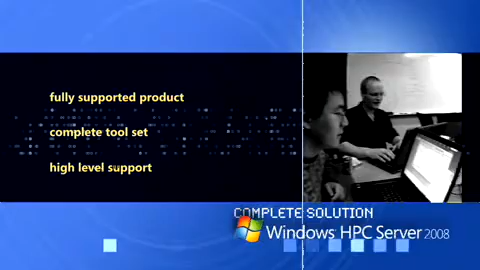 fully supported product
complete tool set
high level support
COMPLETE SOLUTION
Windows HPC Server 2008